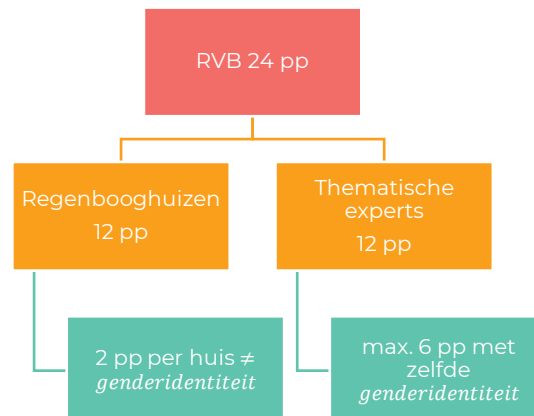 RVB 24 pp
Regenbooghuizen
12 pp
Thematische
experts
12 pp
2 pp per huis ≠
genderidentiteit
max. 6 pp met
zelfde
genderidentiteit